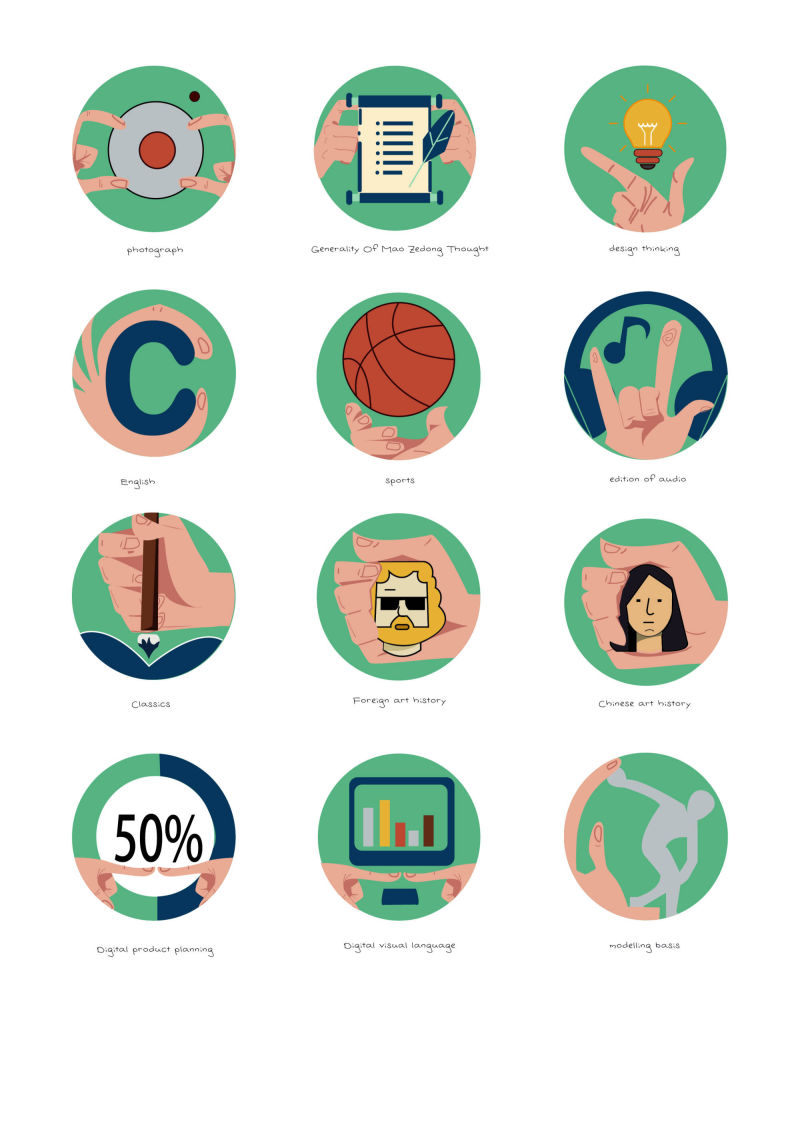 photograph
Generality Of Mao Zedong Thought
design thinking
C
English
sports
edition of audio
Classics
Foreign art history
Chinese art history
50%
Digital product planning
Digital visual language
modelling basis